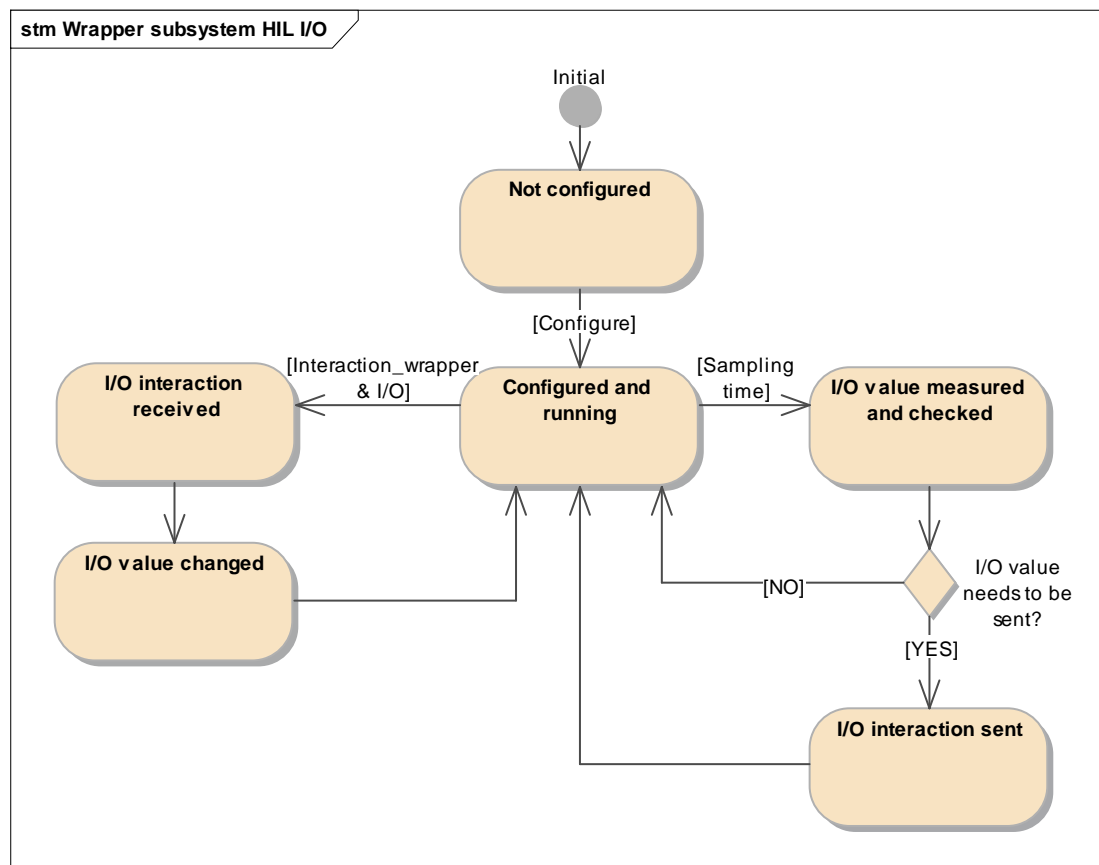 stm Wrapper subsystem HIL I/O
Initial
Not configured
[Configure]
[Interaction_wrapper
& I/O]
[Sampling
time]
I/O interaction
received
Configured and
running
I/O value measured
and checked
I/O value changed
[NO]
I/O value
needs to be
sent?
[YES]
I/O interaction sent